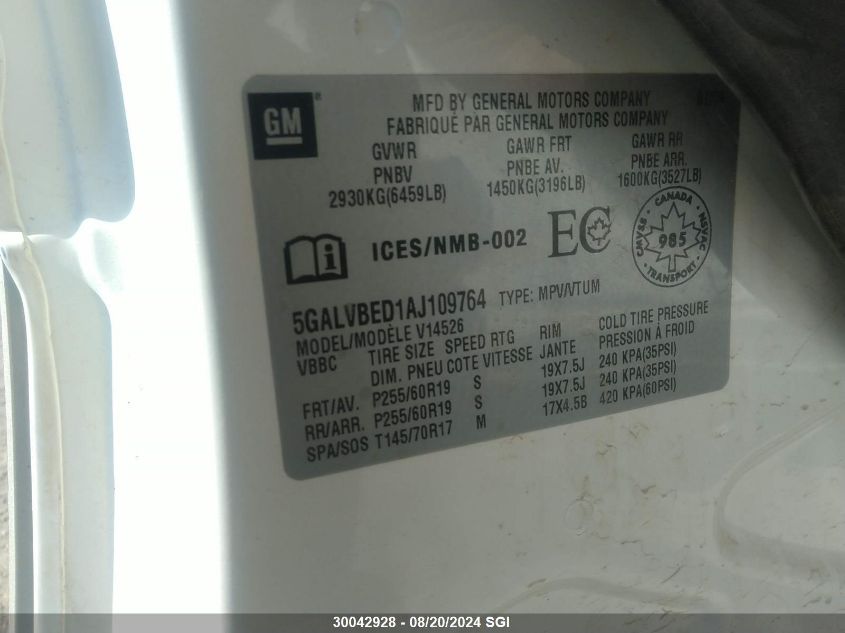 GM ®
MFD BY GENERAL MOTORS COMPANY
FABRIQUÉ PAR GENERAL MOTORS COMPANY
GVWR GAWR FRT GAWR RR
PNBV PNBE AV. PNBE ARR.
2930KG(6459LB) 1450KG(3196LB) 1600KG(3527LB)
i ICES/NMB-002 EC
CANADA
CMVSS 985 NSVAC
TRANSPORT
5GALVBED1AJ109764 TYPE: MPV/VTUM
MODEL/MODÈLE V14526
VBBC TIRE SIZE SPEED RTG RIM COLD TIRE PRESSURE
DIM. PNEU COTE VITESSE JANTE PRESSION À FROID
FRT/AV. P255/60R19 S 19X7.5J 240 KPA(35PSI)
RR/ARR. P255/60R19 S 19X7.5J 240 KPA(35PSI)
SPA/SOS T145/70R17 M 17X4.5B 420 KPA(60PSI)
30042928 - 08/20/2024 SGI